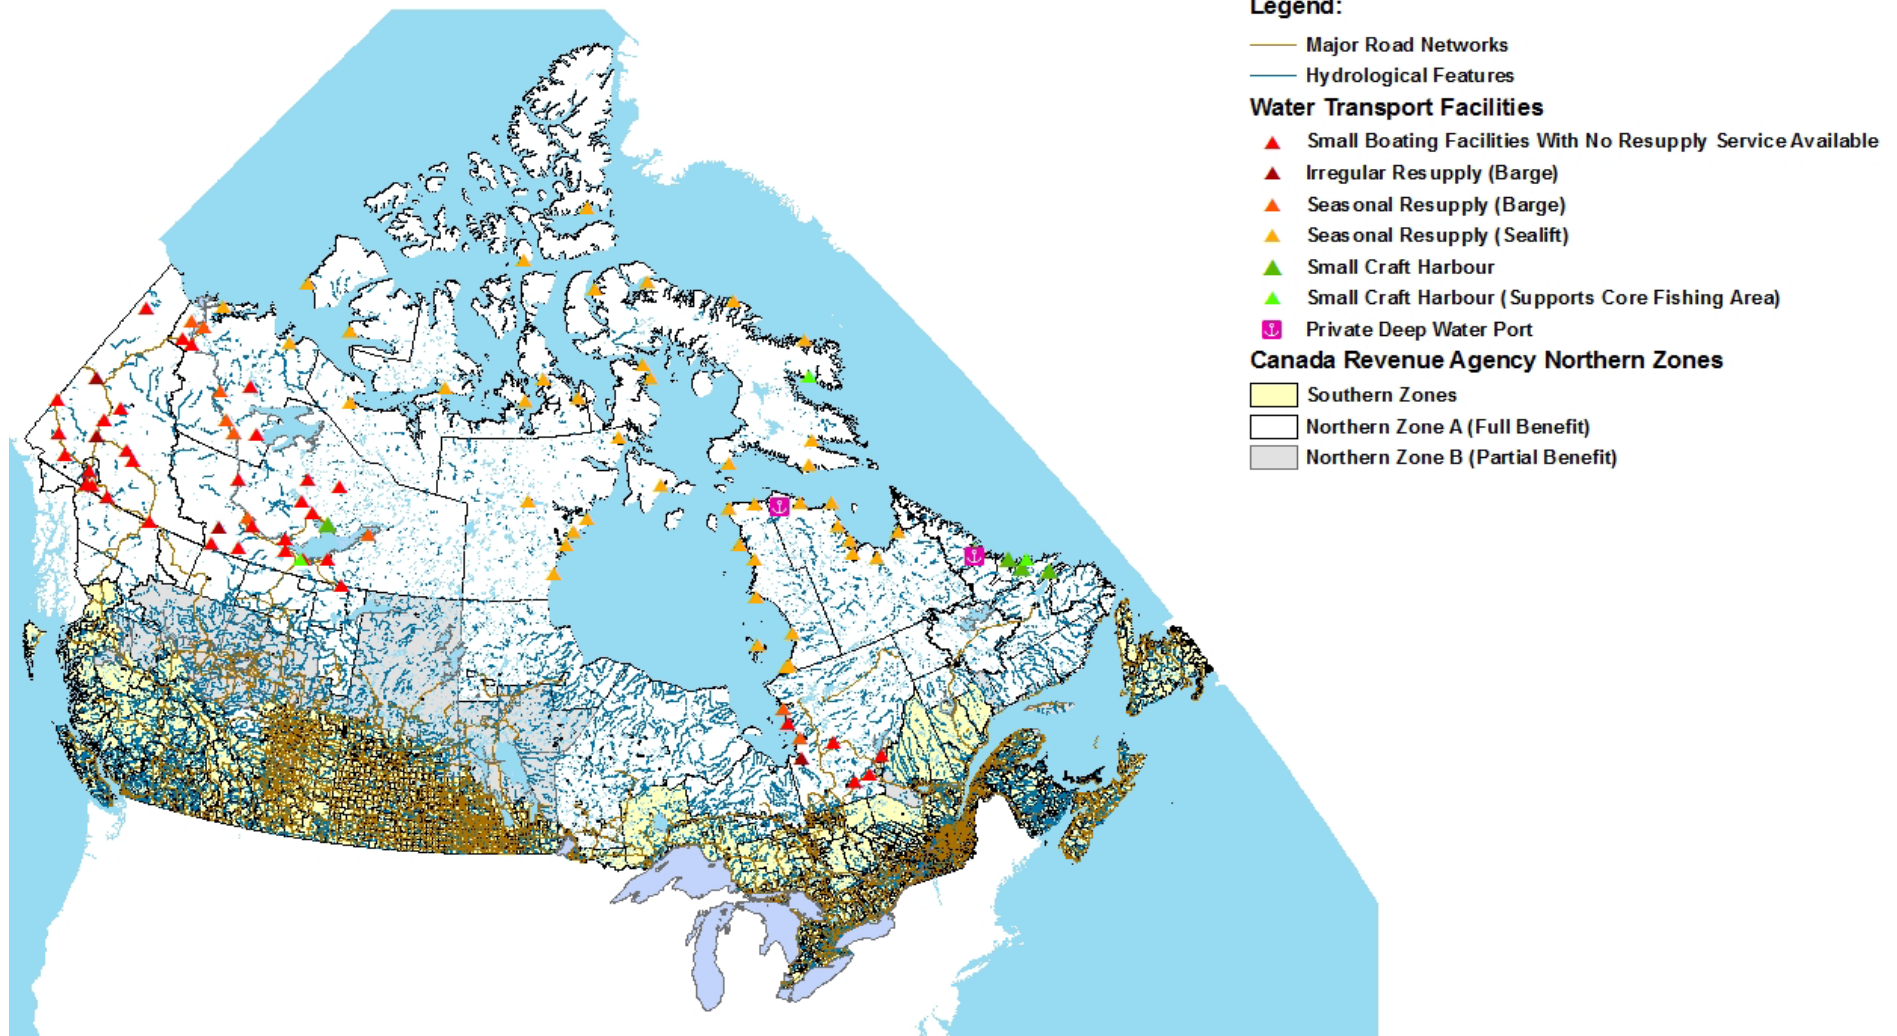 Legend:
Major Road Networks
Hydrological Features
Water Transport Facilities
Small Boating Facilities With No Resupply Service Available
Irregular Resupply (Barge)
Seasonal Resupply (Barge)
Seasonal Resupply (Sealift)
Small Craft Harbour
Small Craft Harbour (Supports Core Fishing Area)
Private Deep Water Port
Canada Revenue Agency Northern Zones
Southern Zones
Northern Zone A (Full Benefit)
Northern Zone B (Partial Benefit)